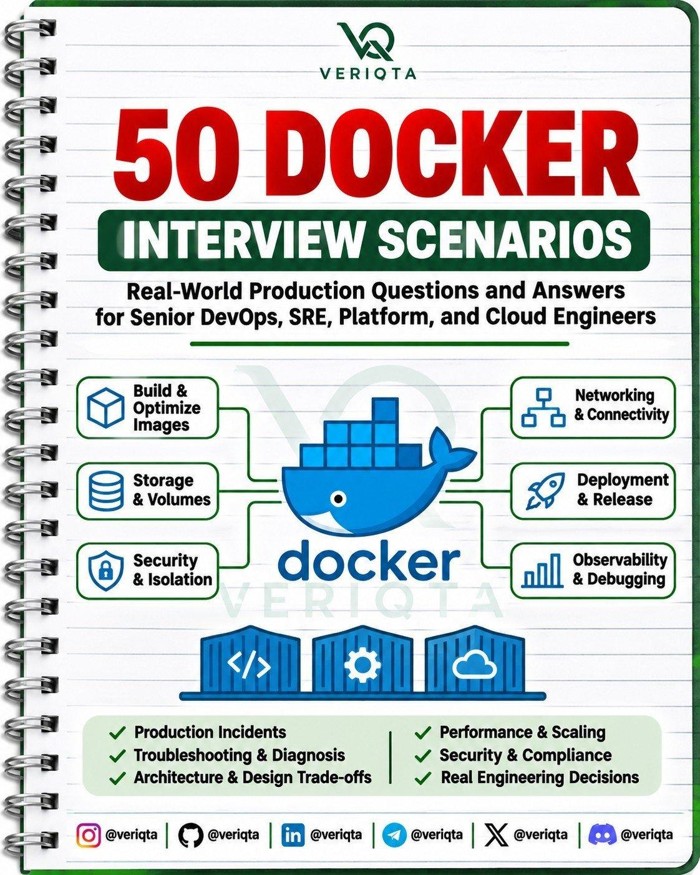 VERIQTA
50 DOCKER
INTERVIEW SCENARIOS
Real-World Production Questions and Answers
for Senior DevOps, SRE, Platform, and Cloud Engineers
Build &
Optimize
Images
Storage
& Volumes
Security
& Isolation
Networking
& Connectivity
Deployment
& Release
Observability
& Debugging
docker
VERIQTA
</>
Production Incidents
Troubleshooting & Diagnosis
Architecture & Design Trade-offs
Performance & Scaling
Security & Compliance
Real Engineering Decisions
@veriqta
@veriqta
@veriqta
@veriqta
@veriqta
@veriqta